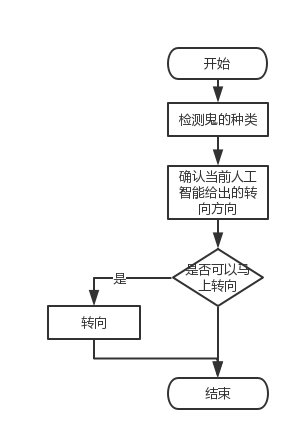 开始
检测鬼的种类
确认当前人工
智能给出的转
向方向
是否可以马
上转向
是
转向
结束